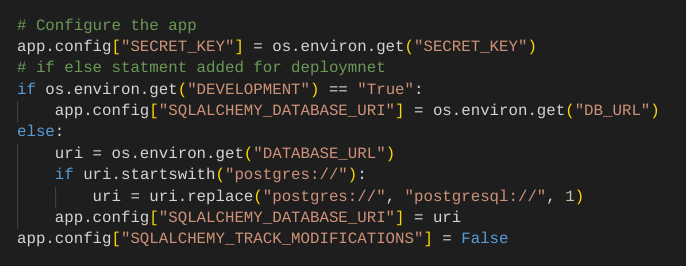 # Configure the app
app.config["SECRET_KEY"] = os.environ.get("SECRET_KEY")
# if else statment added for deploymnet
if os.environ.get("DEVELOPMENT") == "True":
    app.config["SQLALCHEMY_DATABASE_URI"] = os.environ.get("DB_URL")
else:
    uri = os.environ.get("DATABASE_URL")
    if uri.startswith("postgres://"):
        uri = uri.replace("postgres://", "postgresql://", 1)
    app.config["SQLALCHEMY_DATABASE_URI"] = uri
app.config["SQLALCHEMY_TRACK_MODIFICATIONS"] = False